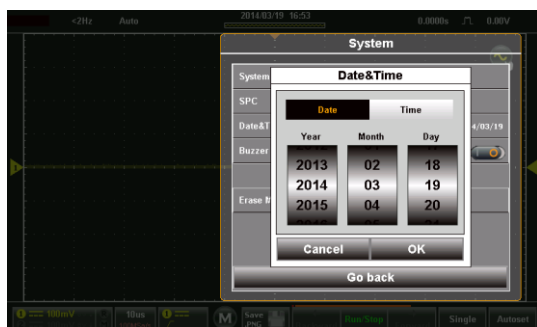 <2Hz Auto 2014/03/19 16:53 0.0000s 0.00V
System
System
Date&Time
SPC
Date Time
Date&T 4/03/19
Year Month Day
Buzzer
2013 02 18
2014 03 19
2015 04 20
Erase M
Cancel OK
Go back
100mV 10us M Save PNG Run/Stop Single Autoset